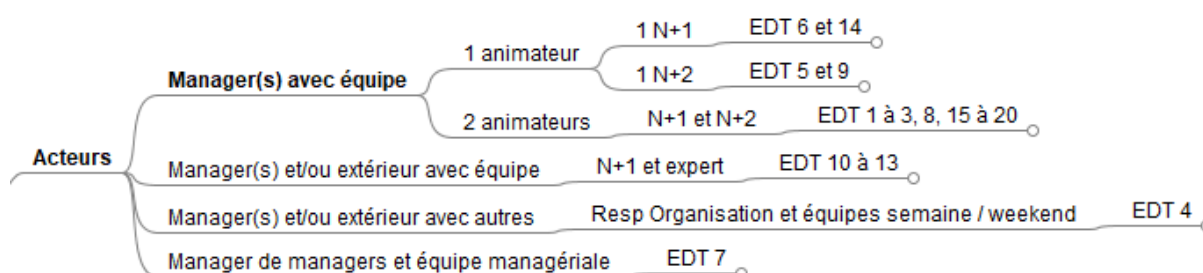 Acteurs
Manager(s) avec équipe
1 animateur
1 N+1
EDT 6 et 14
1 N+2
EDT 5 et 9
2 animateurs
N+1 et N+2
EDT 1 à 3, 8, 15 à 20
Manager(s) et/ou extérieur avec équipe
N+1 et expert
EDT 10 à 13
Manager(s) et/ou extérieur avec autres
Resp Organisation et équipes semaine / weekend
EDT 4
Manager de managers et équipe managériale
EDT 7